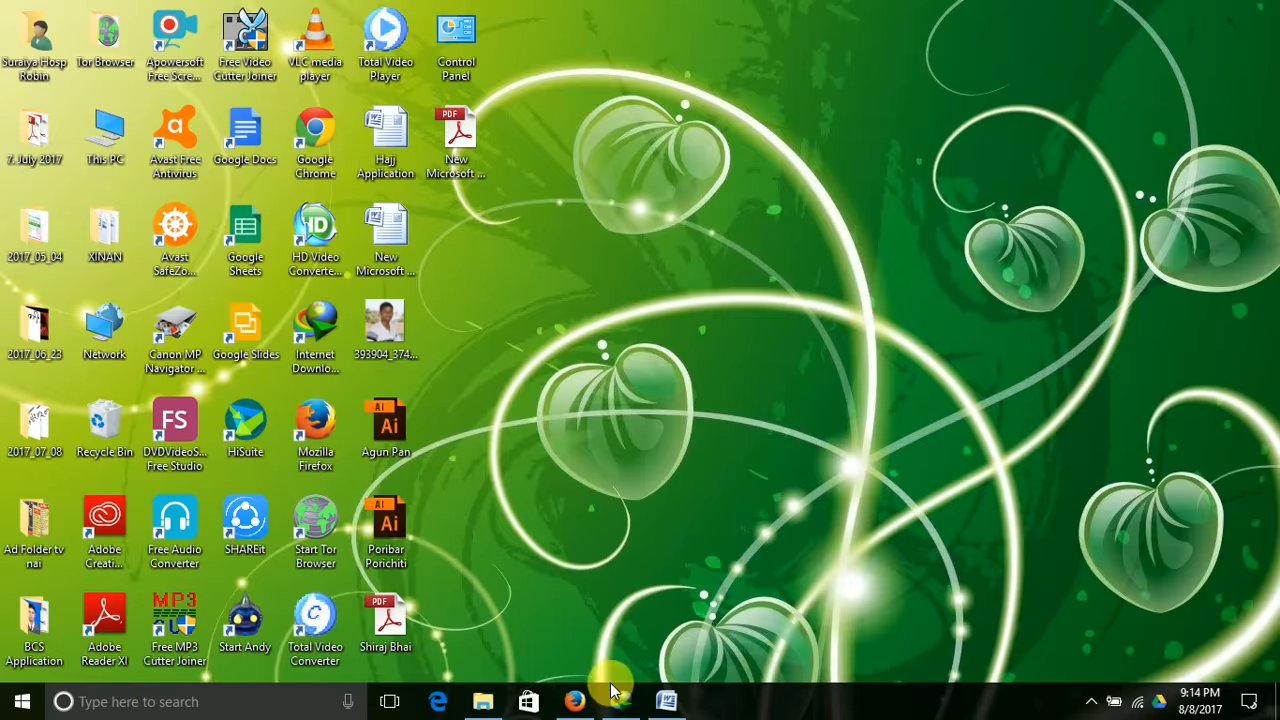 Suraiya Hosp
Robin
Tor Browser
Apowersoft
Free Scre...
Free Video
Cutter Joiner
VLC media
player
Total Video
Player
Control
Panel
7. July 2017
This PC
a
Avast Free
Antivirus
Google Docs
Google
Chrome
Hajj
Application
PDF
New
Microsoft ...
2017_05_04
XINAN
Avast
SafeZo...
Google
Sheets
HD
HD Video
Converte...
New
Microsoft ...
2017_06_23
Network
Canon MP
Navigator ...
Google Slides
Internet
Downlo...
393904_374...
2017_07_08
Recycle Bin
FS
DVDVideoS...
Free Studio
HiSuite
Mozilla
Firefox
AI
Ai
Agun Pan
Ad Folder tv
nai
Adobe
Creati...
Free Audio
Converter
SHAREit
Start Tor
Browser
AI
Ai
Poribar
Porichiti
BCS
Application
Adobe
Reader XI
MP3
Free MP3
Cutter Joiner
Start Andy
C
Total Video
Converter
PDF
Shiraj Bhai
Type here to search
9:14 PM
8/8/2017